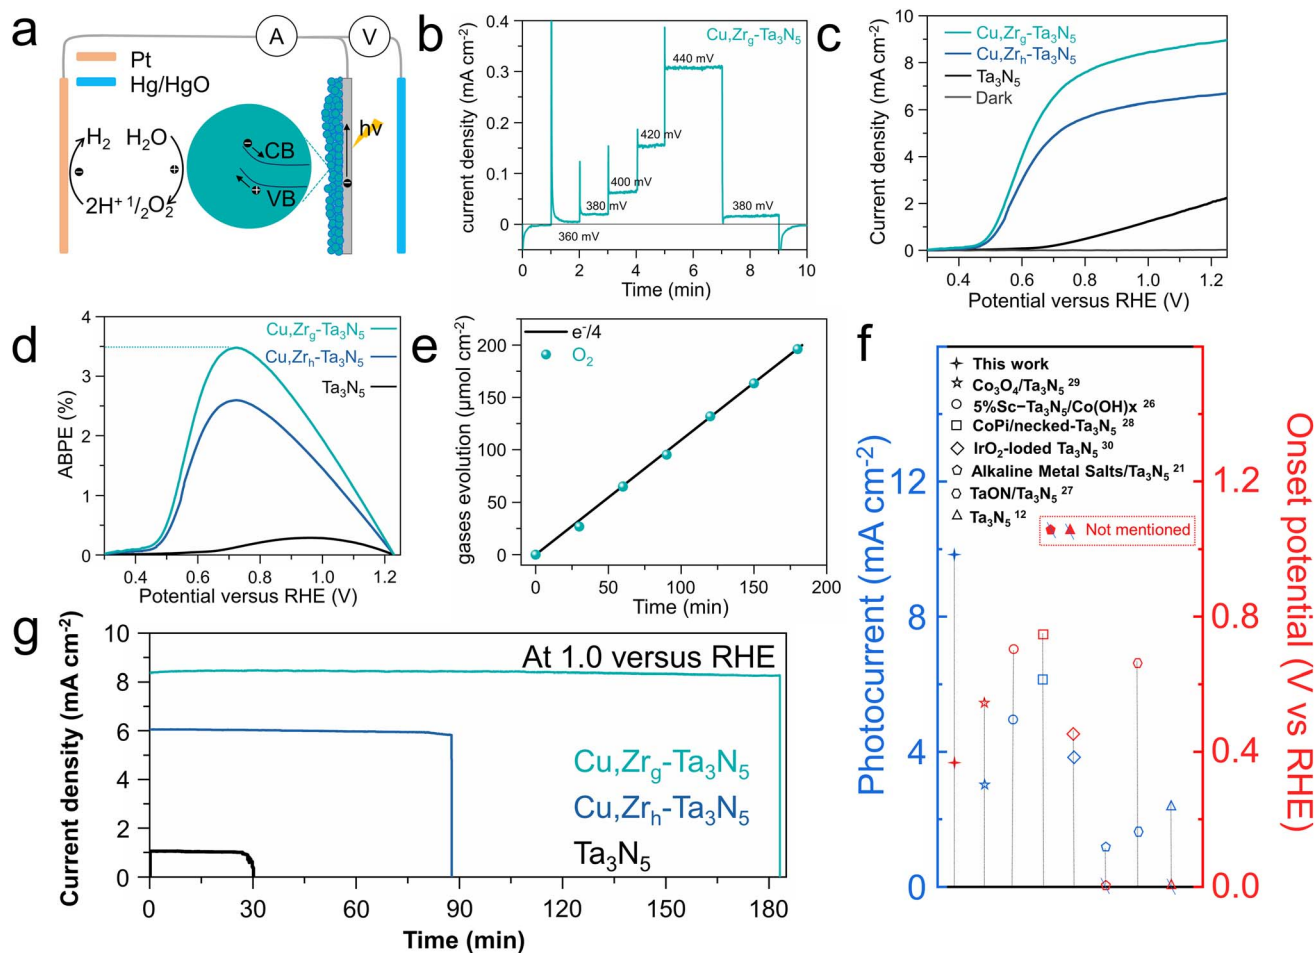 a
A
V
Pt
Hg/HgO
H₂
H₂O
hv
CB
VB
2H⁺
¹/₂O₂
b
Cu,Zrg-Ta₃N₅
440 mV
420 mV
400 mV
380 mV
360 mV
380 mV
current density (mA cm⁻²)
0.4
0.3
0.2
0.1
0
0 2 4 6 8 10
Time (min)
c
Cu,Zrg-Ta₃N₅
Cu,Zrh-Ta₃N₅
Ta₃N₅
Dark
Current density (mA cm⁻²)
10
8
6
4
2
0
0.4 0.6 0.8 1.0 1.2
Potential versus RHE (V)
d
Cu,Zrg-Ta₃N₅
Cu,Zrh-Ta₃N₅
Ta₃N₅
ABPE (%)
4
3
2
1
0
0.4 0.6 0.8 1.0 1.2
Potential versus RHE (V)
e
e⁻/4
O₂
gases evolution (μmol cm⁻²)
200
150
100
50
0
0 50 100 150 200
Time (min)
f
This work
Co₃O₄/Ta₃N₅ ²⁹
5%Sc−Ta₃N₅/Co(OH)x ²⁶
CoPi/necked-Ta₃N₅ ²⁸
IrO₂-loded Ta₃N₅ ³⁰
Alkaline Metal Salts/Ta₃N₅ ²¹
TaON/Ta₃N₅ ²⁷
Ta₃N₅ ¹²
Not mentioned
Photocurrent (mA cm⁻²)
12
8
4
0
Onset potential (V vs RHE)
1.2
0.8
0.4
0.0
g
At 1.0 versus RHE
Cu,Zrg-Ta₃N₅
Cu,Zrh-Ta₃N₅
Ta₃N₅
Current density (mA cm⁻²)
10
8
6
4
2
0
0 30 60 90 120 150 180
Time (min)